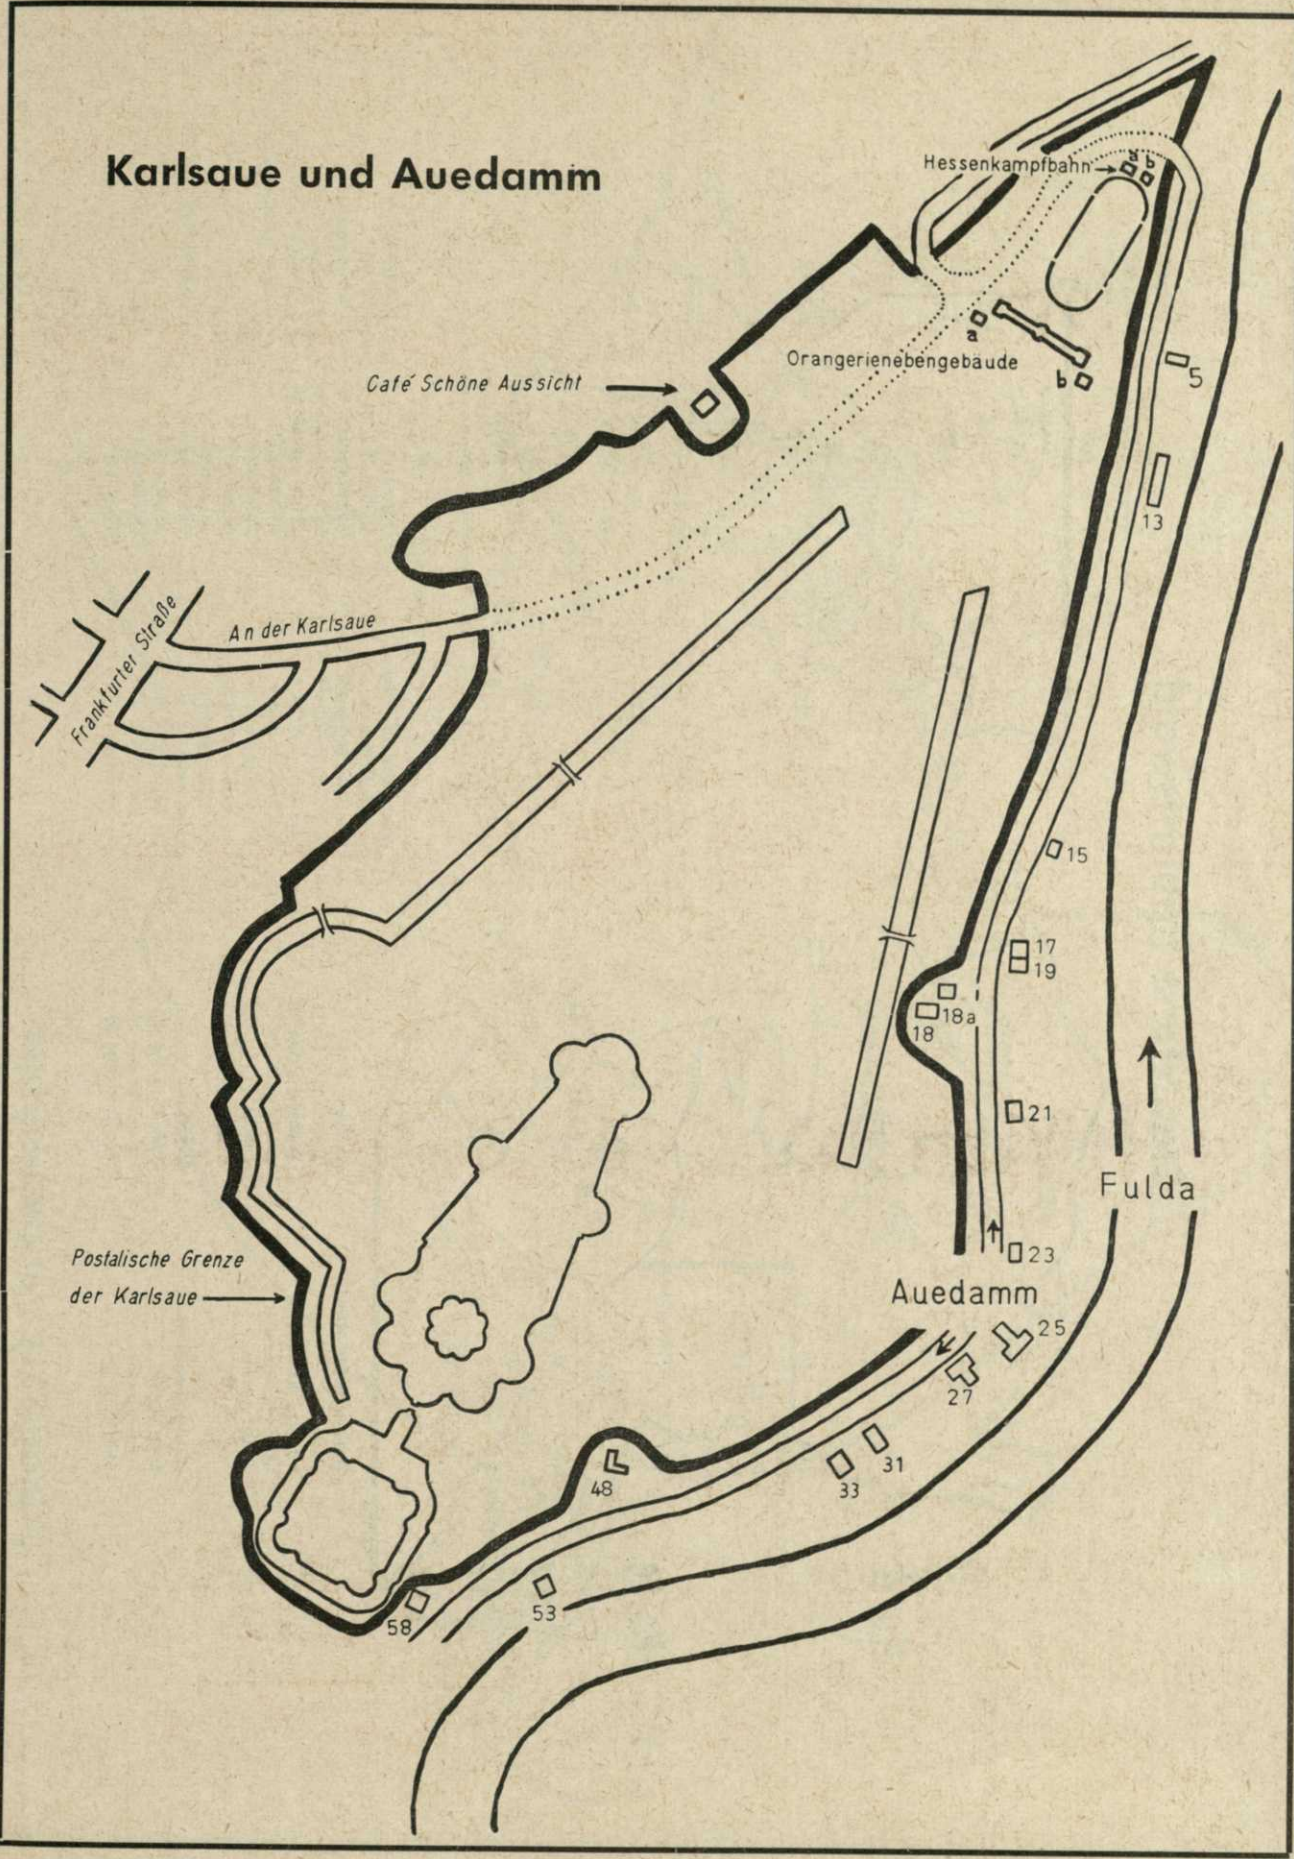 Karlsaue und Auedamm
Hessenkampfbahn
a
b
a
Orangerienebengebäude
b
5
Café Schöne Aussicht
13
An der Karlsaue
Frankfurter Straße
15
17
19
18a
18
21
Fulda
23
Postalische Grenze
der Karlsaue
Auedamm
25
27
31
33
48
53
58